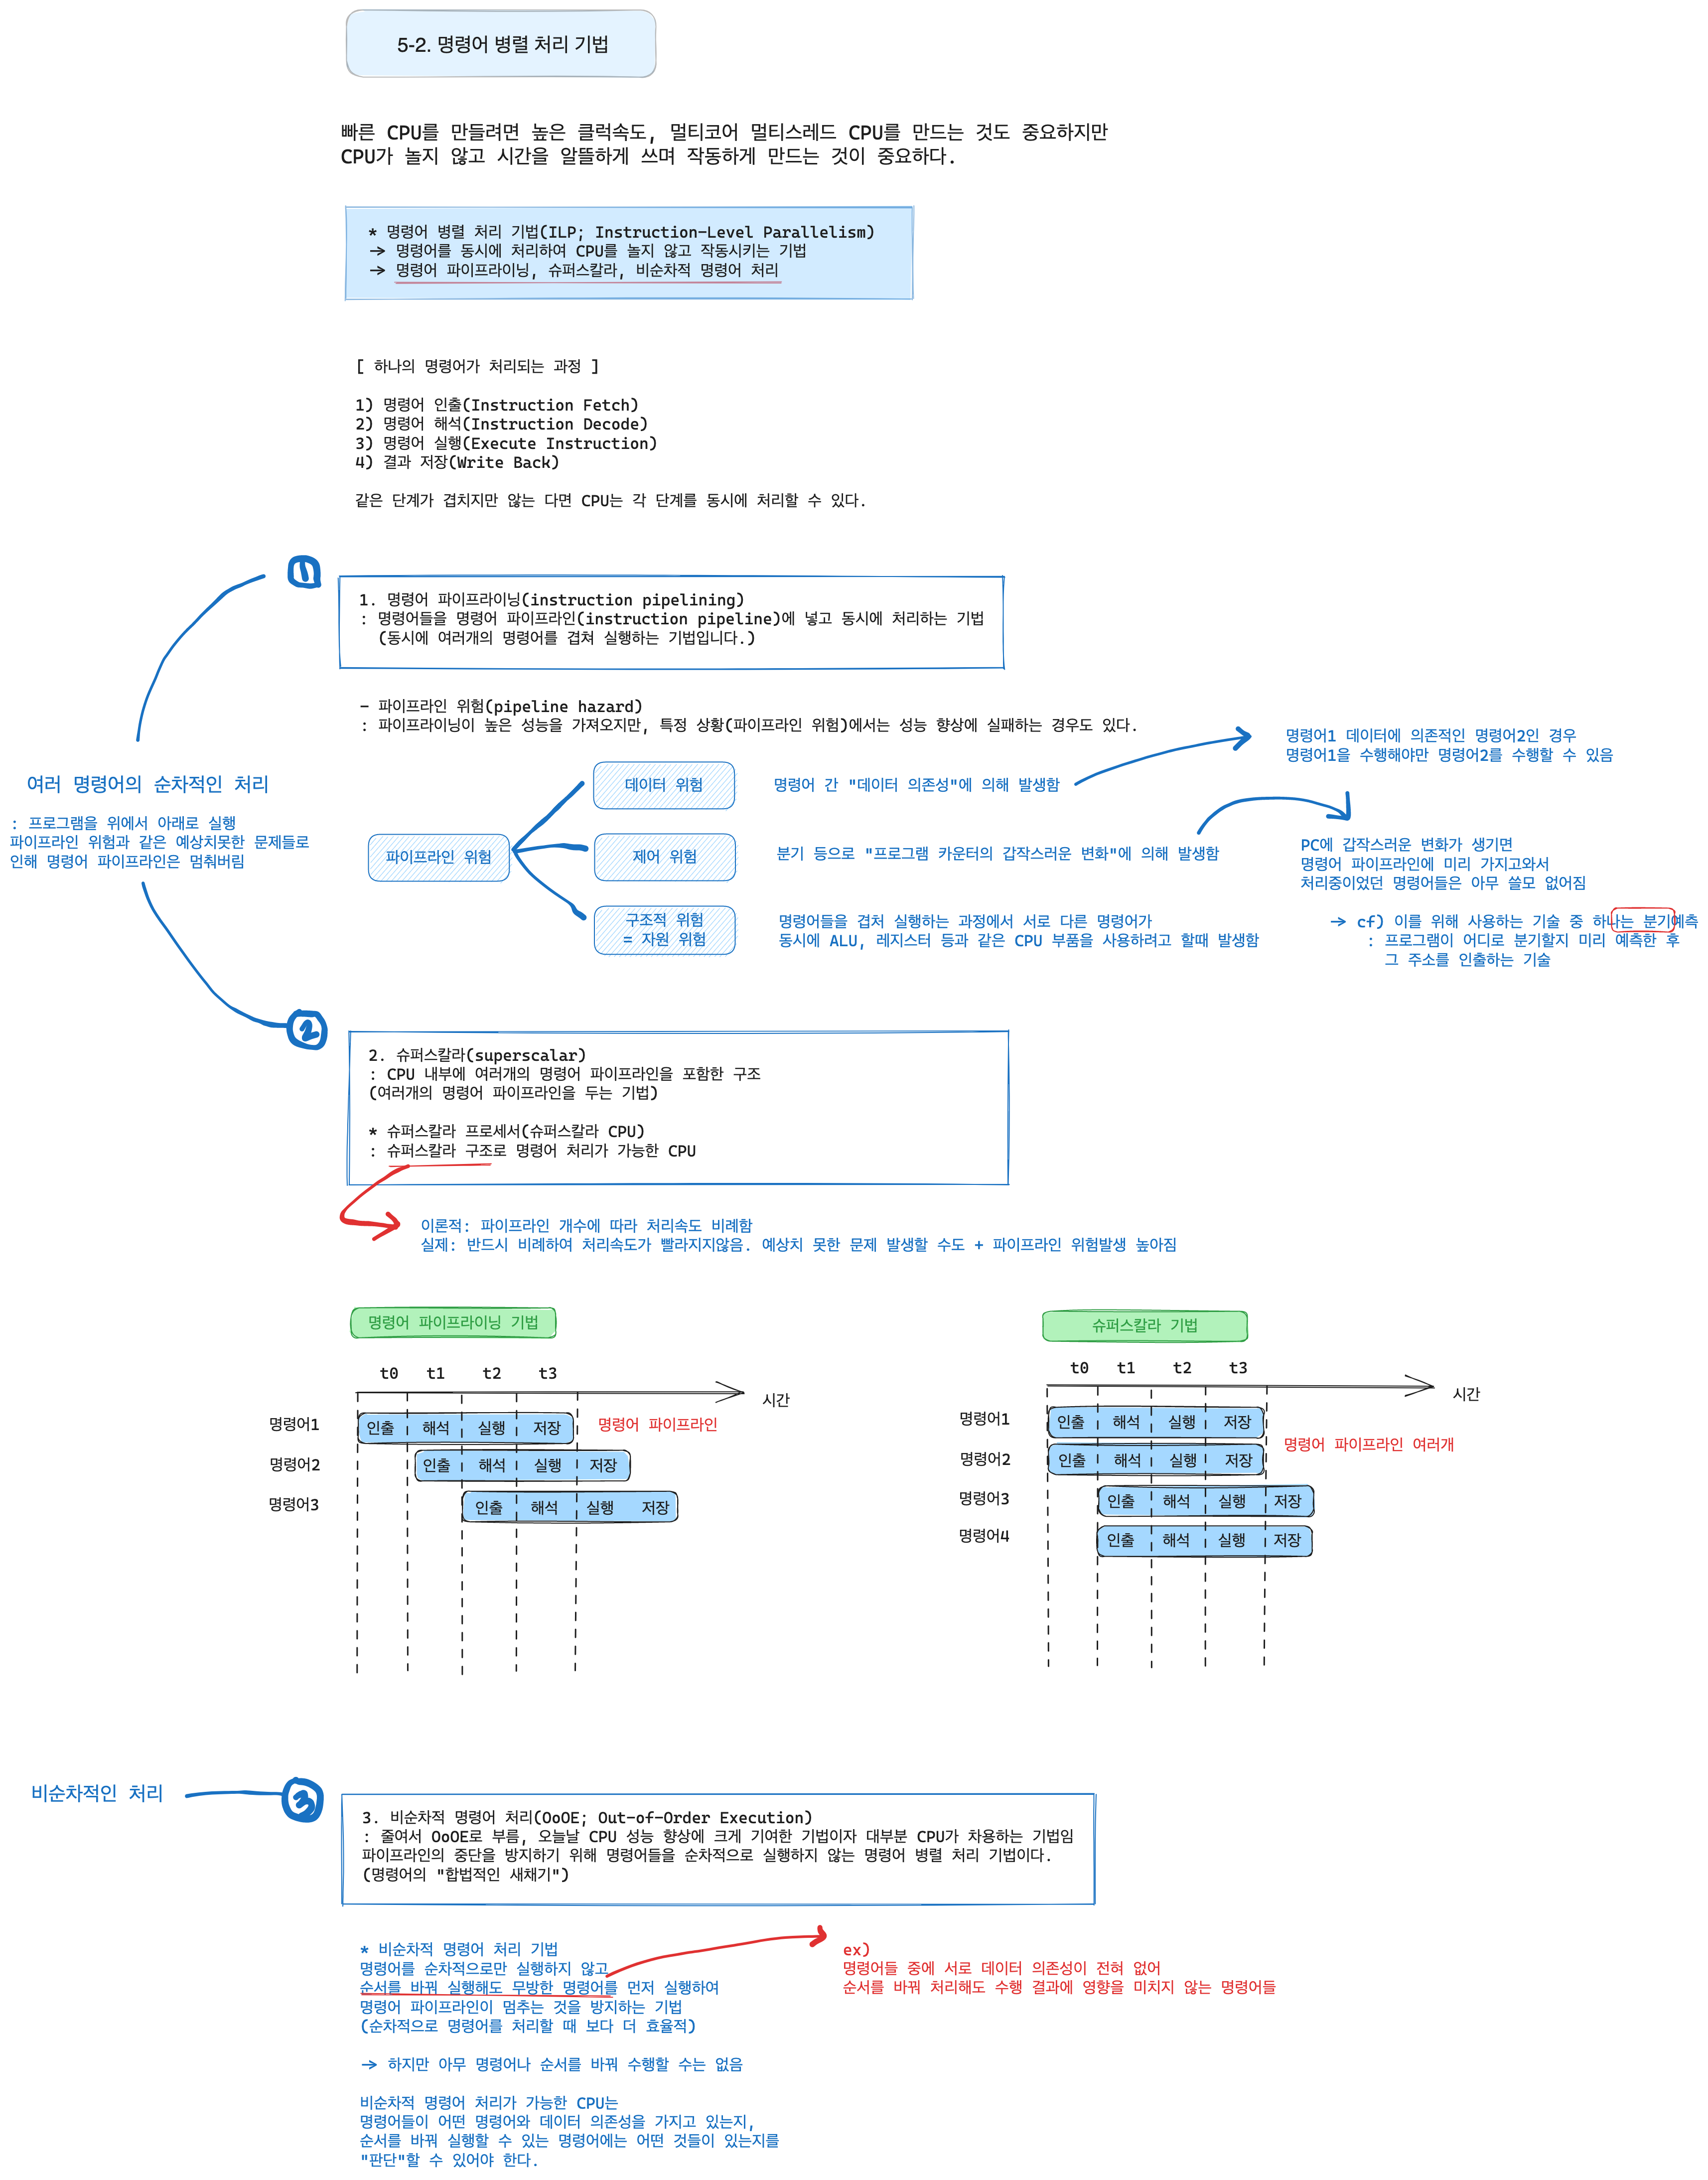 5-2. 명령어 병렬 처리 기법
빠른 CPU를 만들려면 높은 클럭속도, 멀티코어 멀티스레드 CPU를 만드는 것도 중요하지만
CPU가 놀지 않고 시간을 알뜰하게 쓰며 작동하게 만드는 것이 중요하다.
* 명령어 병렬 처리 기법(ILP; Instruction-Level Parallelism)
→ 명령어를 동시에 처리하여 CPU를 놀지 않고 작동시키는 기법
→ 명령어 파이프라이닝, 슈퍼스칼라, 비순차적 명령어 처리
[ 하나의 명령어가 처리되는 과정 ]
1) 명령어 인출(Instruction Fetch)
2) 명령어 해석(Instruction Decode)
3) 명령어 실행(Execute Instruction)
4) 결과 저장(Write Back)
같은 단계가 겹치지만 않는 다면 CPU는 각 단계를 동시에 처리할 수 있다.
1
1. 명령어 파이프라이닝(instruction pipelining)
: 명령어들을 명령어 파이프라인(instruction pipeline)에 넣고 동시에 처리하는 기법
(동시에 여러개의 명령어를 겹쳐 실행하는 기법입니다.)
- 파이프라인 위험(pipeline hazard)
: 파이프라이닝이 높은 성능을 가져오지만, 특정 상황(파이프라인 위험)에서는 성능 향상에 실패하는 경우도 있다.
여러 명령어의 순차적인 처리
: 프로그램을 위에서 아래로 실행
파이프라인 위험과 같은 예상치못한 문제들로
인해 명령어 파이프라인은 멈춰버림
파이프라인 위험
데이터 위험
명령어 간 "데이터 의존성"에 의해 발생함
명령어1 데이터에 의존적인 명령어2인 경우
명령어1을 수행해야만 명령어2를 수행할 수 있음
제어 위험
분기 등으로 "프로그램 카운터의 갑작스러운 변화"에 의해 발생함
PC에 갑작스러운 변화가 생기면
명령어 파이프라인에 미리 가지고와서
처리중이었던 명령어들은 아무 쓸모 없어짐
→ cf) 이를 위해 사용하는 기술 중 하나는 분기예측
: 프로그램이 어디로 분기할지 미리 예측한 후
그 주소를 인출하는 기술
구조적 위험
= 자원 위험
명령어들을 겹쳐 실행하는 과정에서 서로 다른 명령어가
동시에 ALU, 레지스터 등과 같은 CPU 부품을 사용하려고 할때 발생함
2
2. 슈퍼스칼라(superscalar)
: CPU 내부에 여러개의 명령어 파이프라인을 포함한 구조
(여러개의 명령어 파이프라인을 두는 기법)
* 슈퍼스칼라 프로세서(슈퍼스칼라 CPU)
: 슈퍼스칼라 구조로 명령어 처리가 가능한 CPU
이론적: 파이프라인 개수에 따라 처리속도 비례함
실제: 반드시 비례하여 처리속도가 빨라지지않음. 예상치 못한 문제 발생할 수도 + 파이프라인 위험발생 높아짐
명령어 파이프라이닝 기법
t0 t1 t2 t3
시간
명령어1 인출 해석 실행 저장
명령어 파이프라인
명령어2 인출 해석 실행 저장
명령어3 인출 해석 실행 저장
슈퍼스칼라 기법
t0 t1 t2 t3
시간
명령어1 인출 해석 실행 저장
명령어 파이프라인 여러개
명령어2 인출 해석 실행 저장
명령어3 인출 해석 실행 저장
명령어4 인출 해석 실행 저장
비순차적인 처리
3
3. 비순차적 명령어 처리(OoOE; Out-of-Order Execution)
: 줄여서 OoOE로 부름, 오늘날 CPU 성능 향상에 크게 기여한 기법이자 대부분 CPU가 차용하는 기법임
파이프라인의 중단을 방지하기 위해 명령어들을 순차적으로 실행하지 않는 명령어 병렬 처리 기법이다.
(명령어의 "합법적인 새채기")
* 비순차적 명령어 처리 기법
명령어를 순차적으로만 실행하지 않고
순서를 바꿔 실행해도 무방한 명령어를 먼저 실행하여
명령어 파이프라인이 멈추는 것을 방지하는 기법
(순차적으로 명령어를 처리할 때 보다 더 효율적)
→ 하지만 아무 명령어나 순서를 바꿔 수행할 수는 없음
비순차적 명령어 처리가 가능한 CPU는
명령어들이 어떤 명령어와 데이터 의존성을 가지고 있는지,
순서를 바꿔 실행할 수 있는 명령어에는 어떤 것들이 있는지를
"판단"할 수 있어야 한다.
ex)
명령어들 중에 서로 데이터 의존성이 전혀 없어
순서를 바꿔 처리해도 수행 결과에 영향을 미치지 않는 명령어들